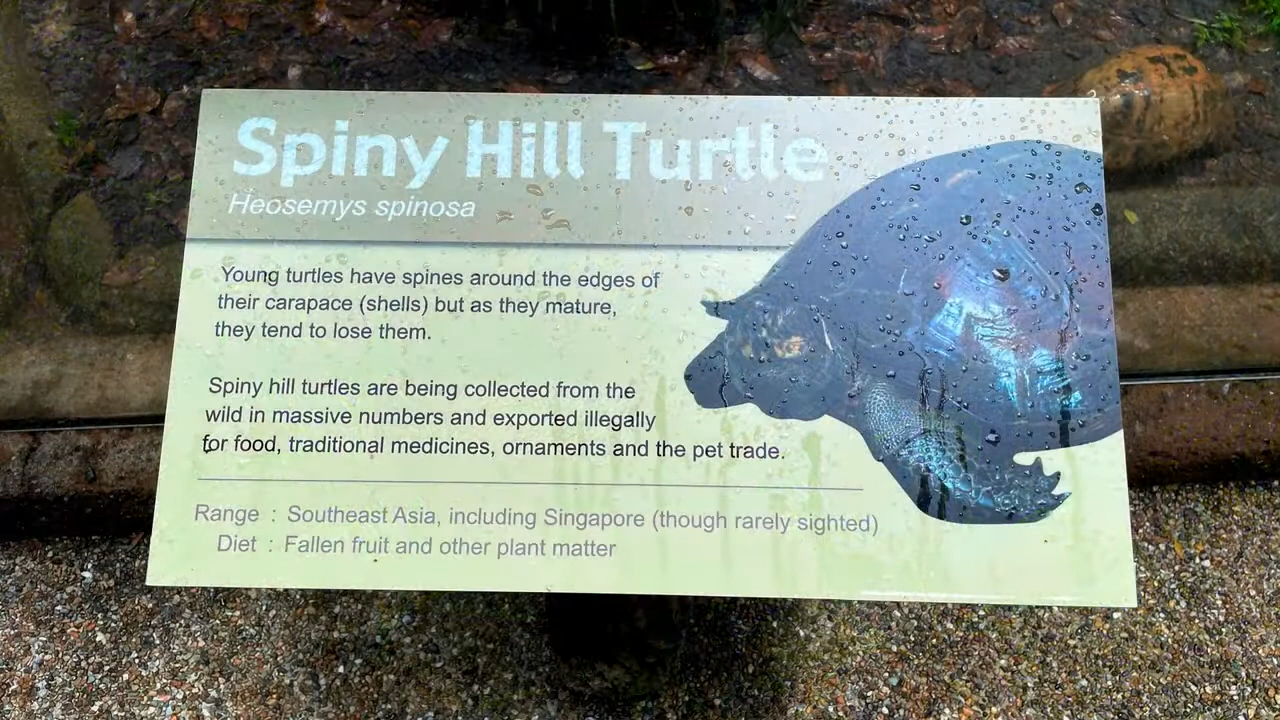 Spiny Hill Turtle
Heosemys spinosa
Young turtles have spines around the edges of
their carapace (shells) but as they mature,
they tend to lose them.
Spiny hill turtles are being collected from the
wild in massive numbers and exported illegally
for food, traditional medicines, ornaments and the pet trade.
Range : Southeast Asia, including Singapore (though rarely sighted)
Diet : Fallen fruit and other plant matter